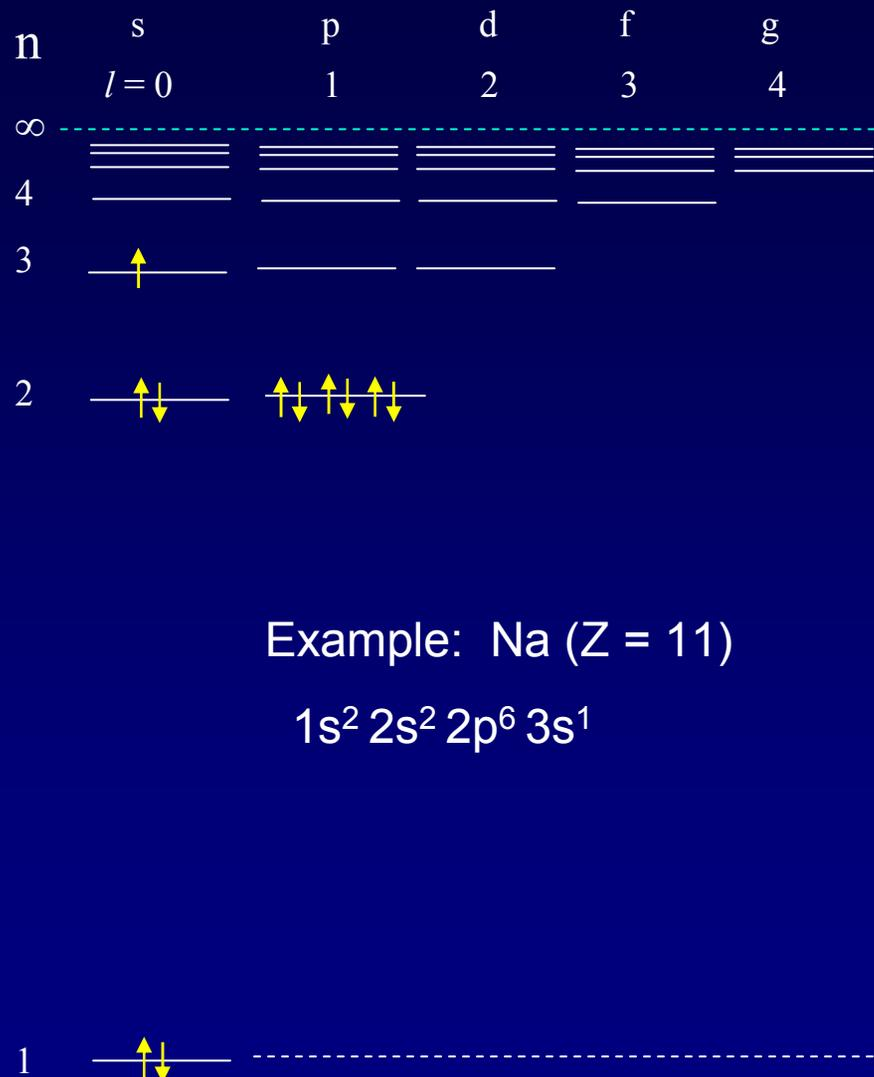 n s p d f g
l = 0 1 2 3 4
∞
4
3
2
Example: Na (Z = 11)
1s² 2s² 2p⁶ 3s¹
1